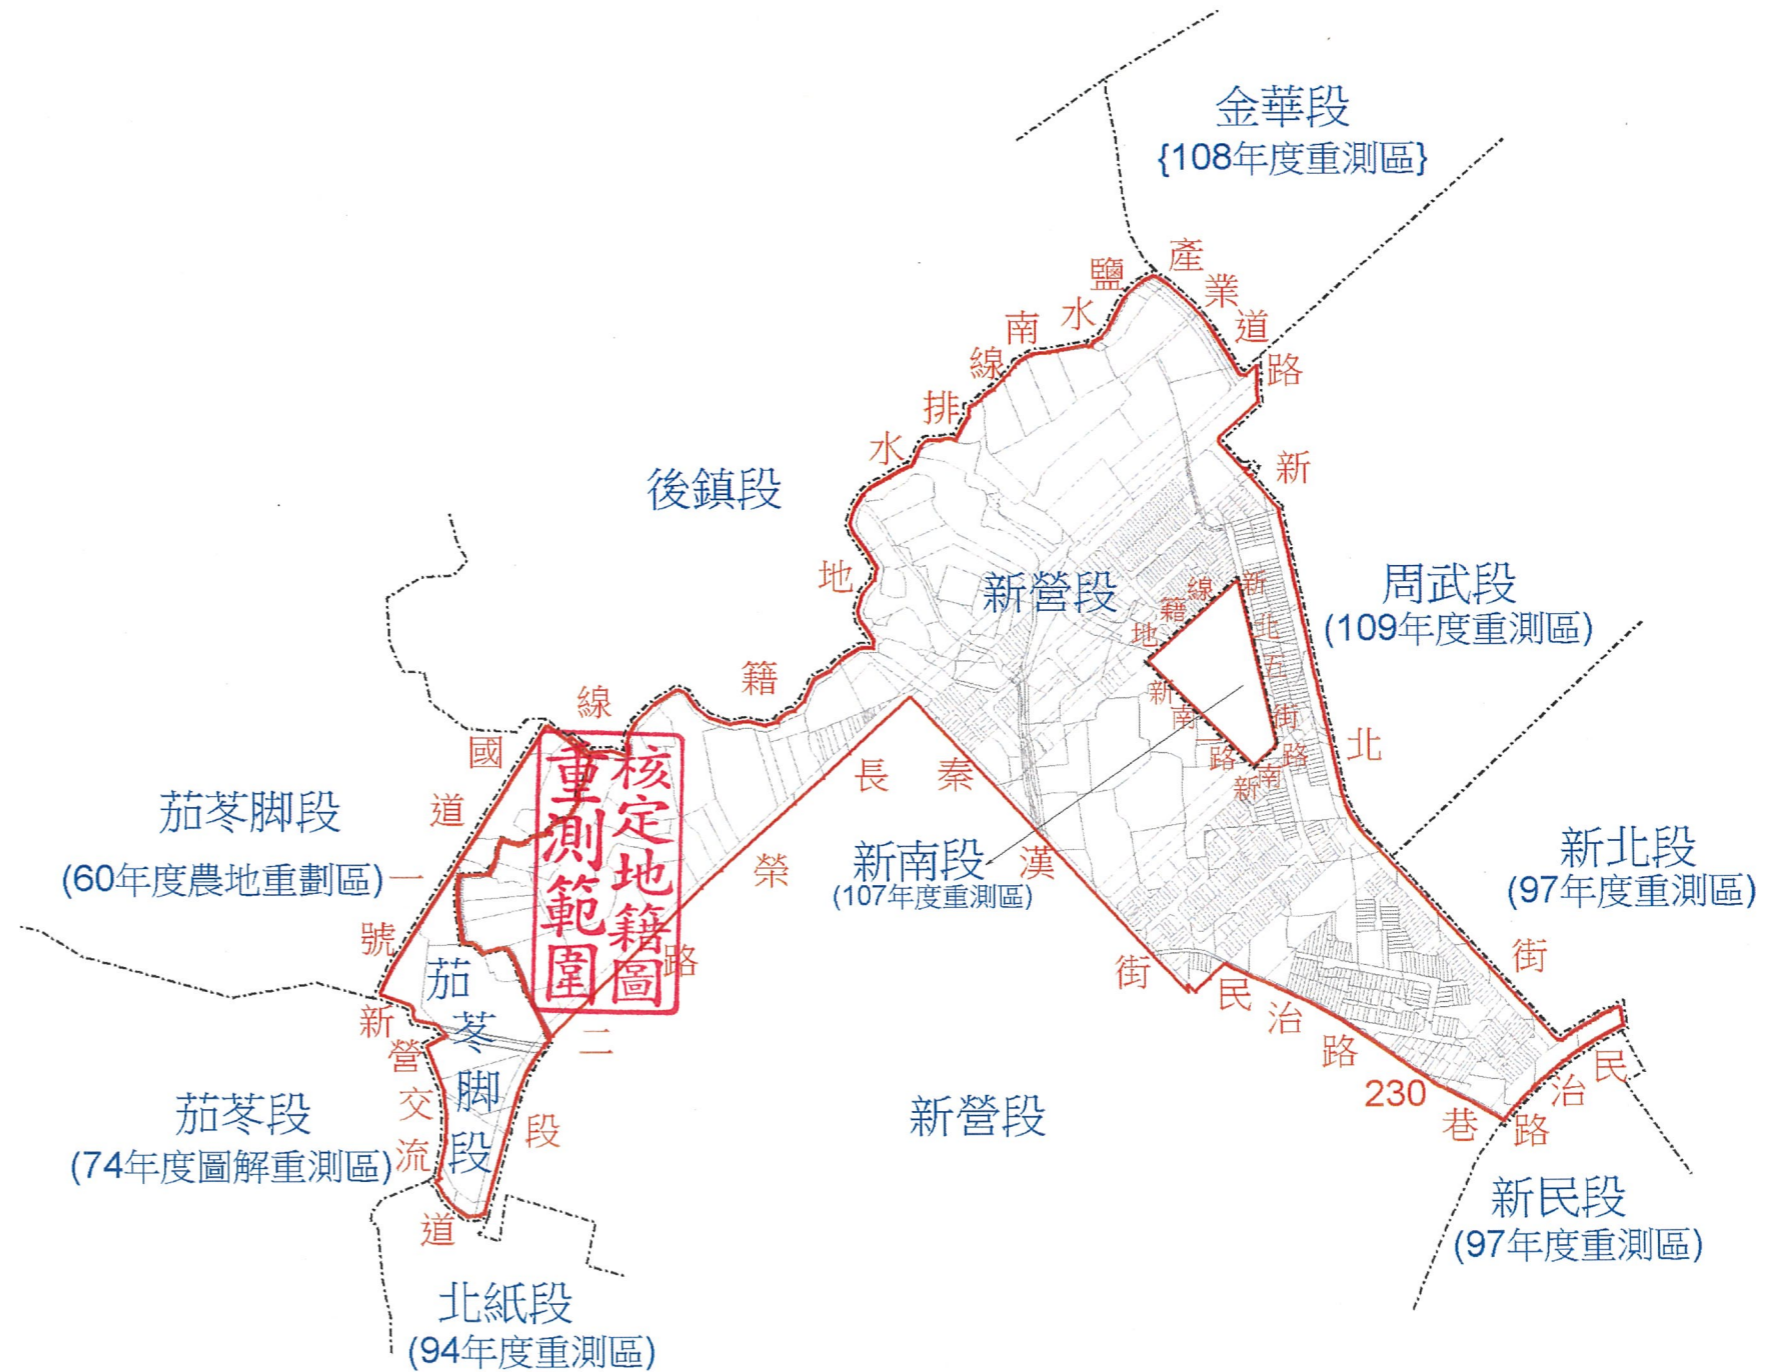 金華段
{108年度重測區}
鹽水南線排水
產業道路
後鎮段
新北街
新營段
地籍線
新北五街
周武段
(109年度重測區)
地籍線
新南一路
新南路
國道一號
核定地籍圖
重測範圍
茄苳脚段
(60年度農地重劃區)
長榮路二段
秦漢街
新南段
(107年度重測區)
新北段
(97年度重測區)
茄苳脚段
新營交流道
民治路230巷
民治路
茄苳段
(74年度圖解重測區)
新營段
新民段
(97年度重測區)
北紙段
(94年度重測區)